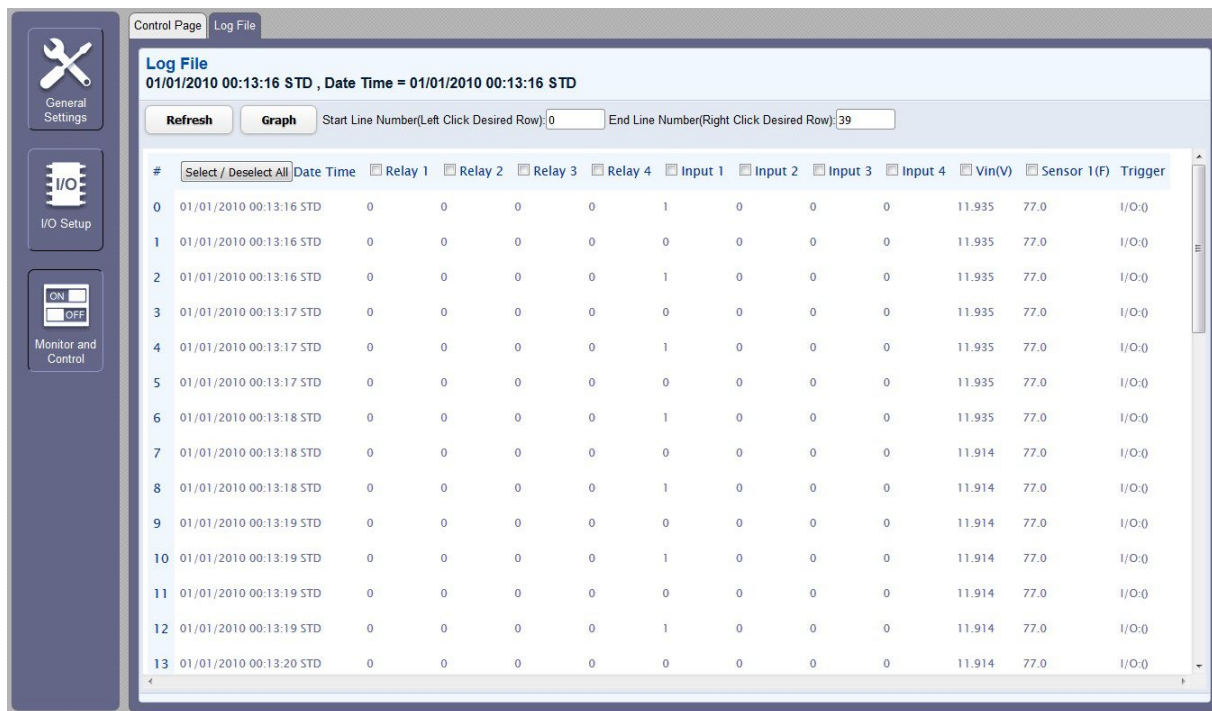 Control Page Log File
General
Settings
I/O
I/O Setup
ON
OFF
Monitor and
Control
Log File
01/01/2010 00:13:16 STD , Date Time = 01/01/2010 00:13:16 STD
Refresh Graph Start Line Number(Left Click Desired Row): 0 End Line Number(Right Click Desired Row): 39
# Select / Deselect All Date Time Relay 1 Relay 2 Relay 3 Relay 4 Input 1 Input 2 Input 3 Input 4 Vin(V) Sensor 1(F) Trigger
0 01/01/2010 00:13:16 STD 0 0 0 0 1 0 0 0 11.935 77.0 I/O:()
1 01/01/2010 00:13:16 STD 0 0 0 0 0 0 0 0 11.935 77.0 I/O:()
2 01/01/2010 00:13:16 STD 0 0 0 0 1 0 0 0 11.935 77.0 I/O:()
3 01/01/2010 00:13:17 STD 0 0 0 0 0 0 0 0 11.935 77.0 I/O:()
4 01/01/2010 00:13:17 STD 0 0 0 0 1 0 0 0 11.935 77.0 I/O:()
5 01/01/2010 00:13:17 STD 0 0 0 0 0 0 0 0 11.935 77.0 I/O:()
6 01/01/2010 00:13:18 STD 0 0 0 0 1 0 0 0 11.935 77.0 I/O:()
7 01/01/2010 00:13:18 STD 0 0 0 0 0 0 0 0 11.914 77.0 I/O:()
8 01/01/2010 00:13:18 STD 0 0 0 0 1 0 0 0 11.914 77.0 I/O:()
9 01/01/2010 00:13:19 STD 0 0 0 0 0 0 0 0 11.914 77.0 I/O:()
10 01/01/2010 00:13:19 STD 0 0 0 0 1 0 0 0 11.914 77.0 I/O:()
11 01/01/2010 00:13:19 STD 0 0 0 0 0 0 0 0 11.914 77.0 I/O:()
12 01/01/2010 00:13:19 STD 0 0 0 0 1 0 0 0 11.914 77.0 I/O:()
13 01/01/2010 00:13:20 STD 0 0 0 0 0 0 0 0 11.914 77.0 I/O:()